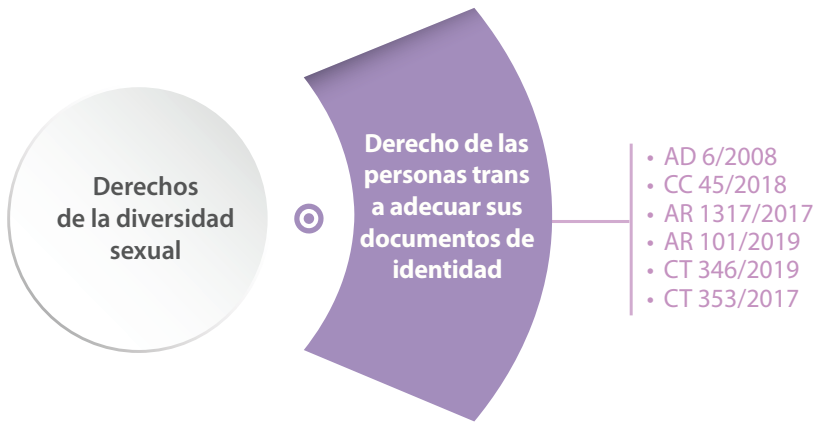 Derechos
de la diversidad
sexual
Derecho de las
personas trans
a adecuar sus
documentos de
identidad
• AD 6/2008
• CC 45/2018
• AR 1317/2017
• AR 101/2019
• CT 346/2019
• CT 353/2017